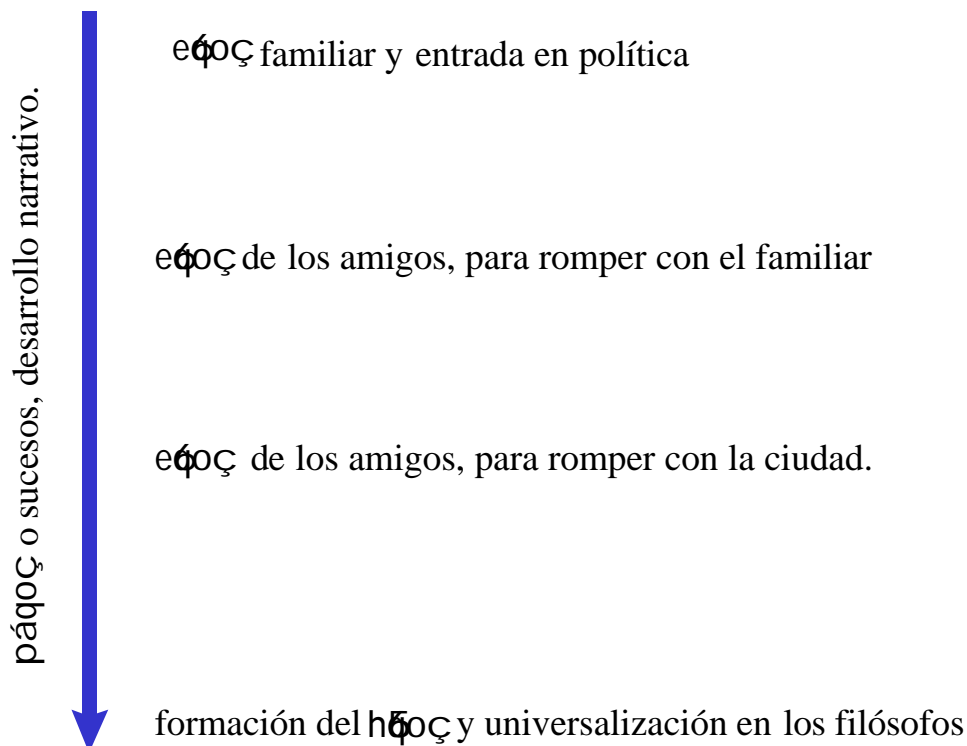 páqoç o sucesos, desarrollo narrativo.
familiar y entrada en política
de los amigos, para romper con el familiar
de los amigos, para romper con la ciudad.
formación del y universalización en los filósofos